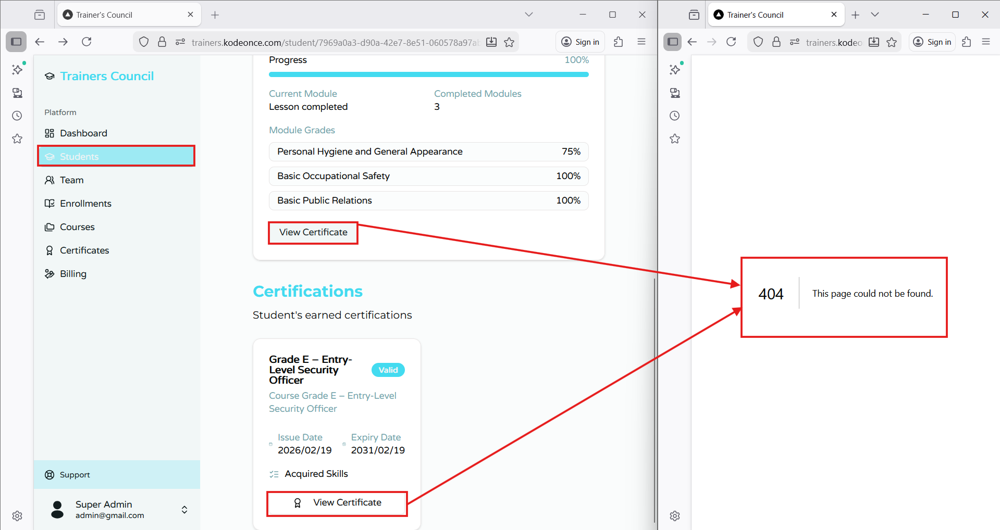 Trainer's Council
trainers.kodeonce.com/student/7969a0a3-d90a-42e7-8e51-060578a97ab
Sign in
Trainers Council
Platform
Dashboard
Students
Team
Enrollments
Courses
Certificates
Billing
Support
Super Admin
admin@gmail.com
Progress 100%
Current Module Completed Modules
Lesson completed 3
Module Grades
Personal Hygiene and General Appearance 75%
Basic Occupational Safety 100%
Basic Public Relations 100%
View Certificate
Certifications
Student's earned certifications
Grade E – Entry-
Level Security
Officer
Valid
Course Grade E – Entry-Level
Security Officer
Issue Date Expiry Date
2026/02/19 2031/02/19
Acquired Skills
View Certificate
Trainer's Council
trainers.kodeo
Sign in
404 This page could not be found.